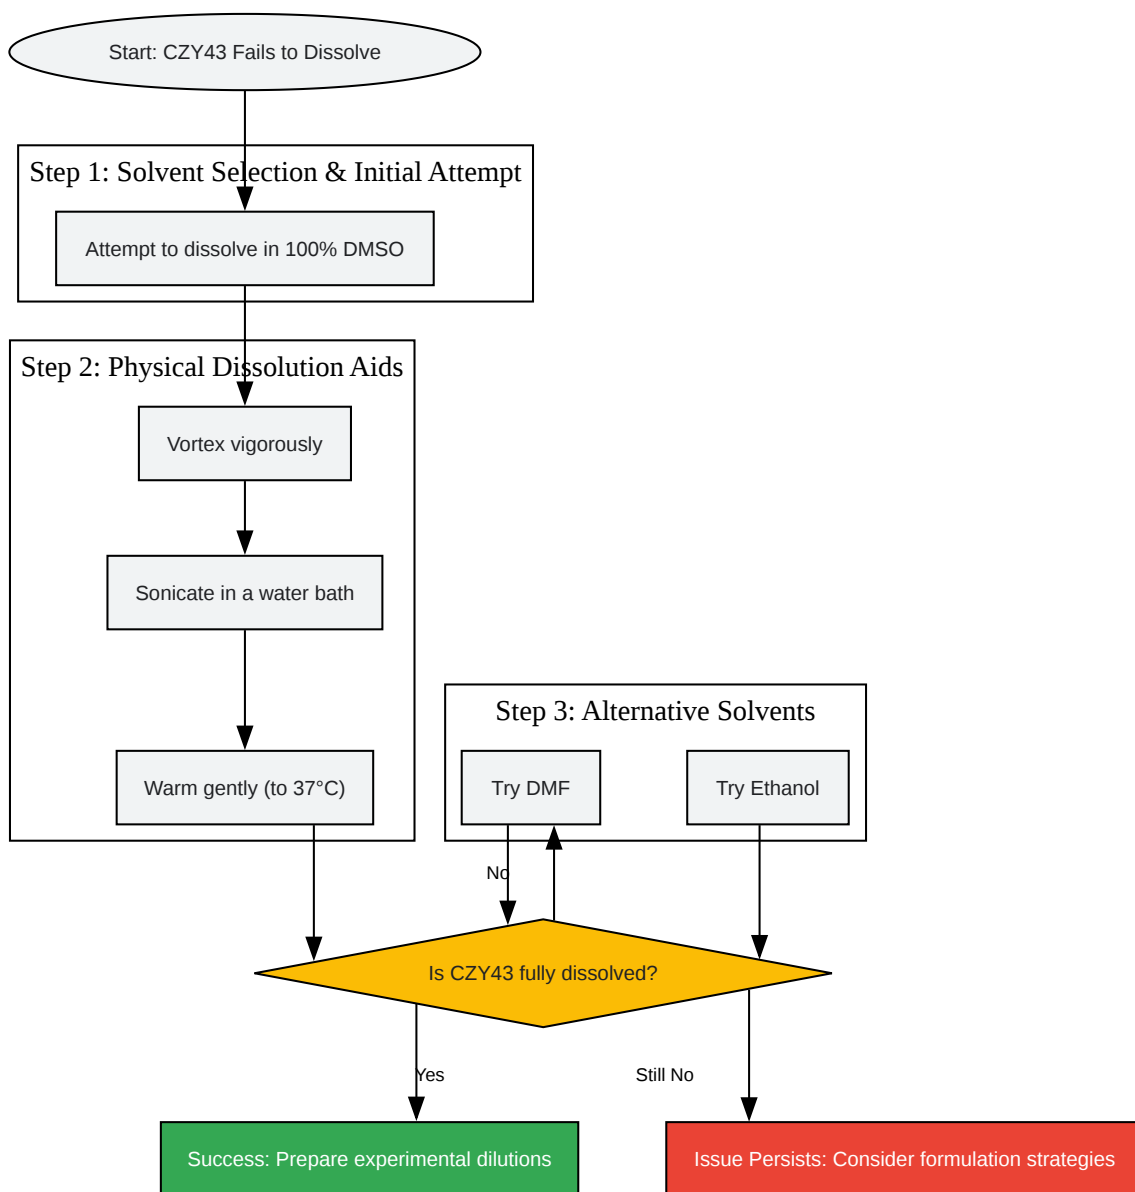 Start: CZY43 Fails to Dissolve
Step 1: Solvent Selection & Initial Attempt
Attempt to dissolve in 100% DMSO
Step 2: Physical Dissolution Aids
Vortex vigorously
Sonicate in a water bath
Warm gently (to 37°C)
Step 3: Alternative Solvents
Try DMF
Try Ethanol
No
Is CZY43 fully dissolved?
Yes
Still No
Success: Prepare experimental dilutions
Issue Persists: Consider formulation strategies